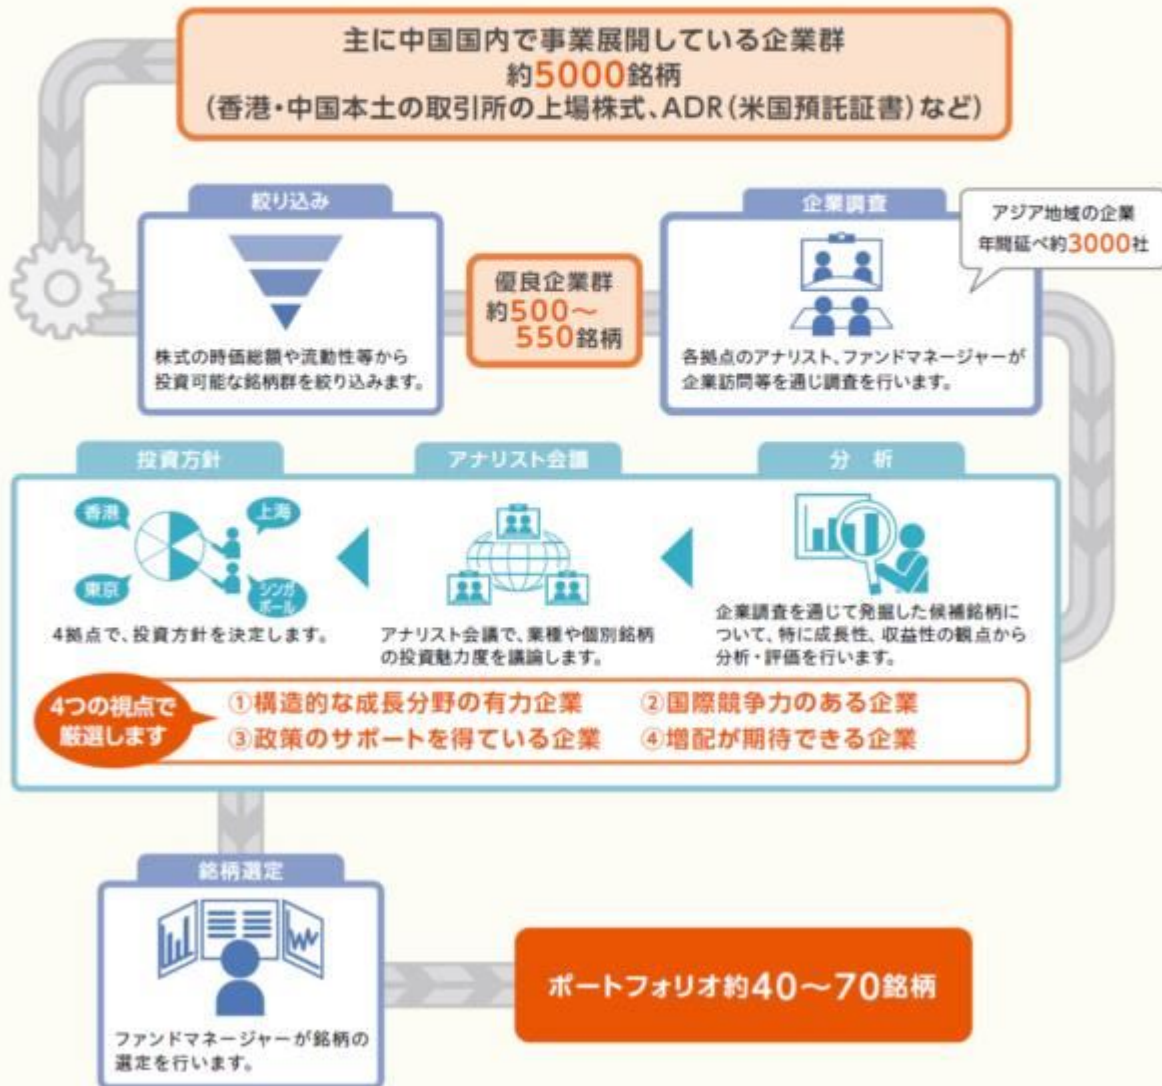 主に中国国内で事業展開している企業群
約5000銘柄
(香港・中国本土の取引所の上場株式、ADR(米国預託証書)など)
絞り込み
株式の時価総額や流動性等から
投資可能な銘柄群を絞り込みます。
優良企業群
約500～
550銘柄
企業調査
アジア地域の企業
年間延べ約3000社
各拠点のアナリスト、ファンドマネージャーが
企業訪問等を通じ調査を行います。
分 析
企業調査を通じて発掘した候補銘柄に
ついて、特に成長性、収益性の観点から
分析・評価を行います。
アナリスト会議
アナリスト会議で、業種や個別銘柄
の投資魅力度を議論します。
投資方針
香港
上海
東京
シンガ
ポール
4拠点で、投資方針を決定します。
4つの視点で
厳選します
①構造的な成長分野の有力企業
②国際競争力のある企業
③政策のサポートを得ている企業
④増配が期待できる企業
銘柄選定
ファンドマネージャーが銘柄の
選定を行います。
ポートフォリオ約40～70銘柄